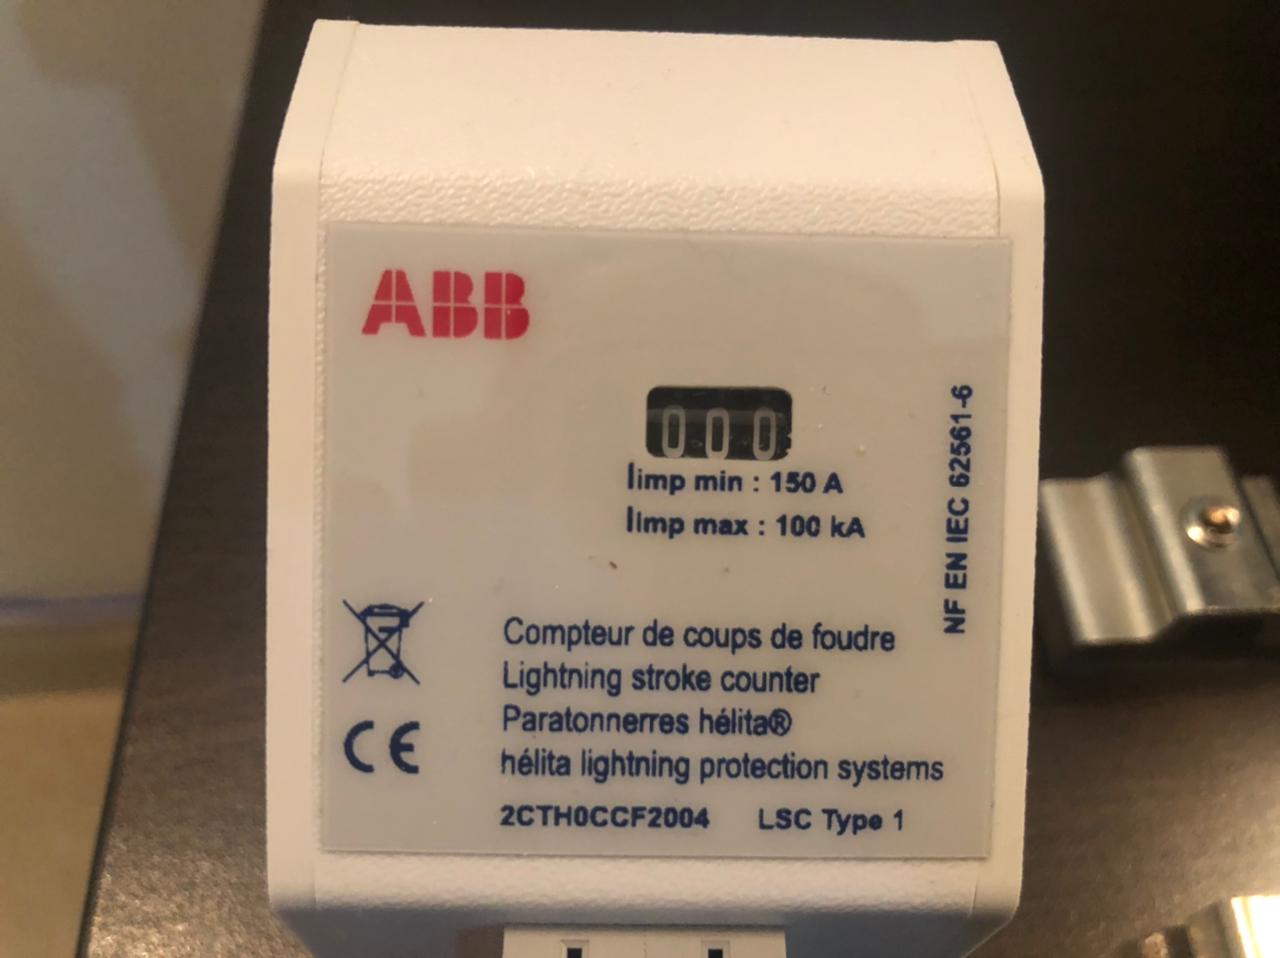 ABB
000
Iimp min : 150 A
Iimp max : 100 kA
NF EN IEC 62561-6
Compteur de coups de foudre
Lightning stroke counter
Paratonnerres hélita®
hélita lightning protection systems
CE
2CTH0CCF2004 LSC Type 1